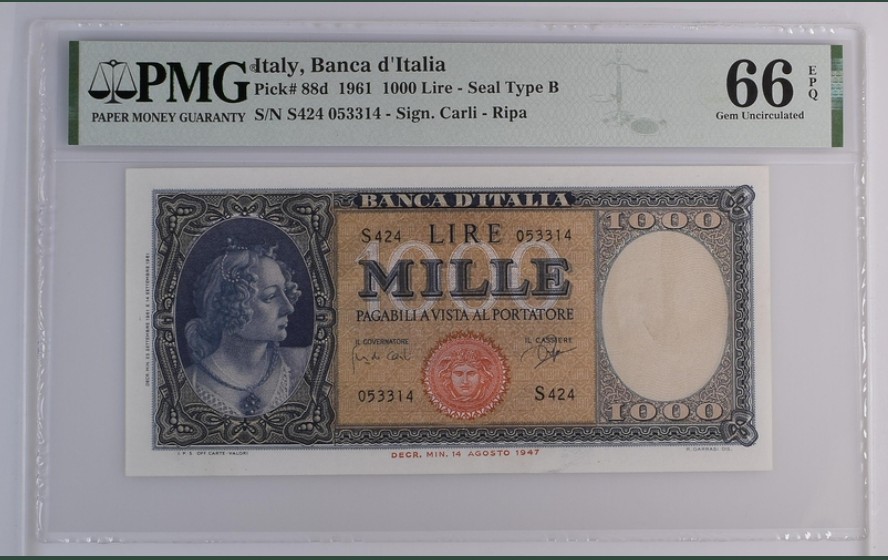 PMG
PAPER MONEY GUARANTY
Italy, Banca d'Italia
Pick# 88d 1961 1000 Lire - Seal Type B
S/N S424 053314 - Sign. Carli - Ripa
66 EPQ
Gem Uncirculated
BANCA D'ITALIA
1000
S424 LIRE 053314
1000
MILLE
PAGABILI A VISTA AL PORTATORE
IL GOVERNATORE
IL CASSIERE
053314 S424
1000
DECR. MIN. 14 AGOSTO 1947